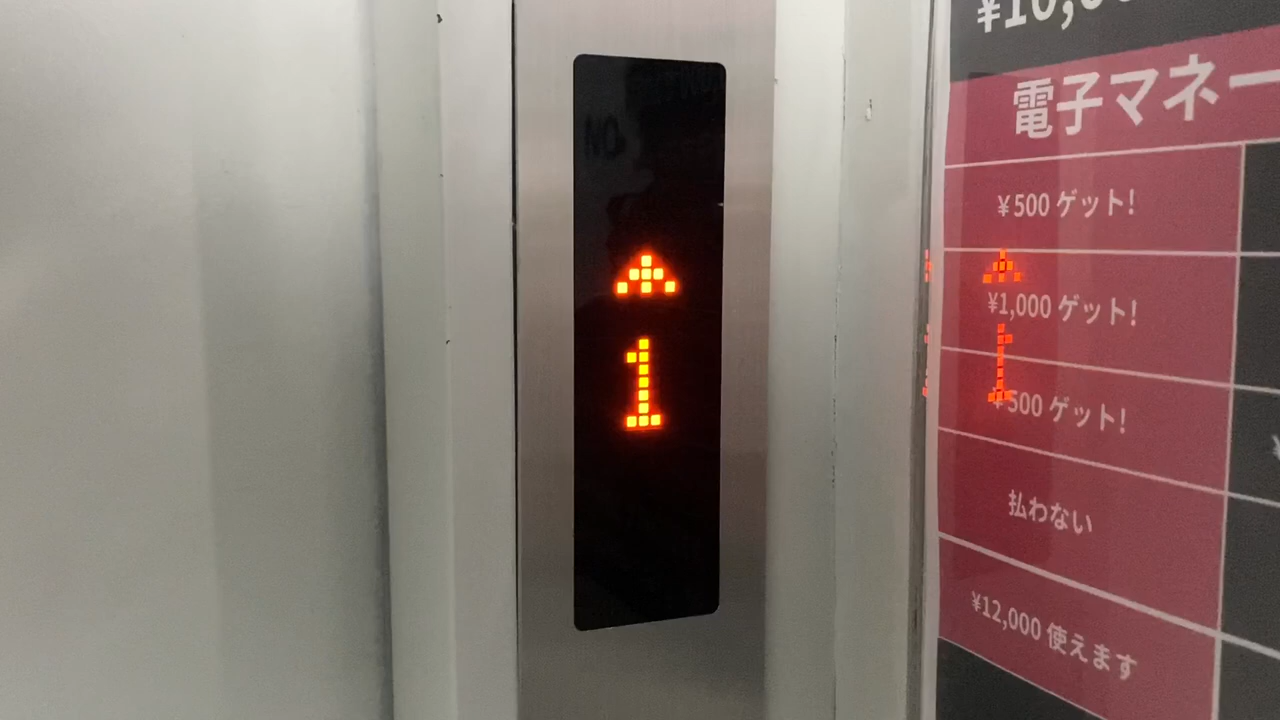 1
電子マネー
¥500 ゲット!
¥1,000 ゲット!
¥500 ゲット!
払わない
¥12,000 使えます